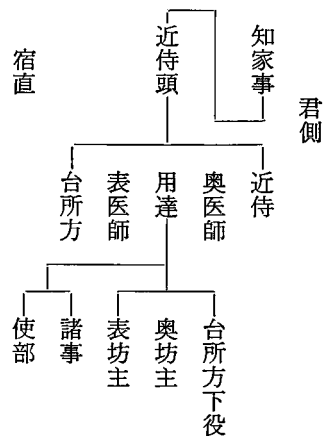 君側
知家事
近侍頭
宿直
近侍
奥医師
用達
表医師
台所方
台所方下役
奥坊主
表坊主
諸事
使部